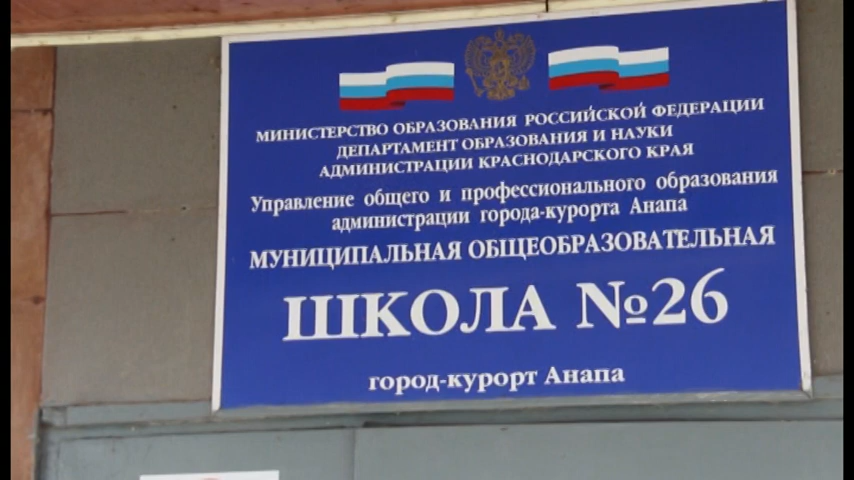 МИНИСТЕРСТВО ОБРАЗОВАНИЯ РОССИЙСКОЙ ФЕДЕРАЦИИ
ДЕПАРТАМЕНТ ОБРАЗОВАНИЯ И НАУКИ
АДМИНИСТРАЦИИ КРАСНОДАРСКОГО КРАЯ
Управление общего и профессионального образования
администрации города-курорта Анапа
МУНИЦИПАЛЬНАЯ ОБЩЕОБРАЗОВАТЕЛЬНАЯ
ШКОЛА №26
город-курорт Анапа